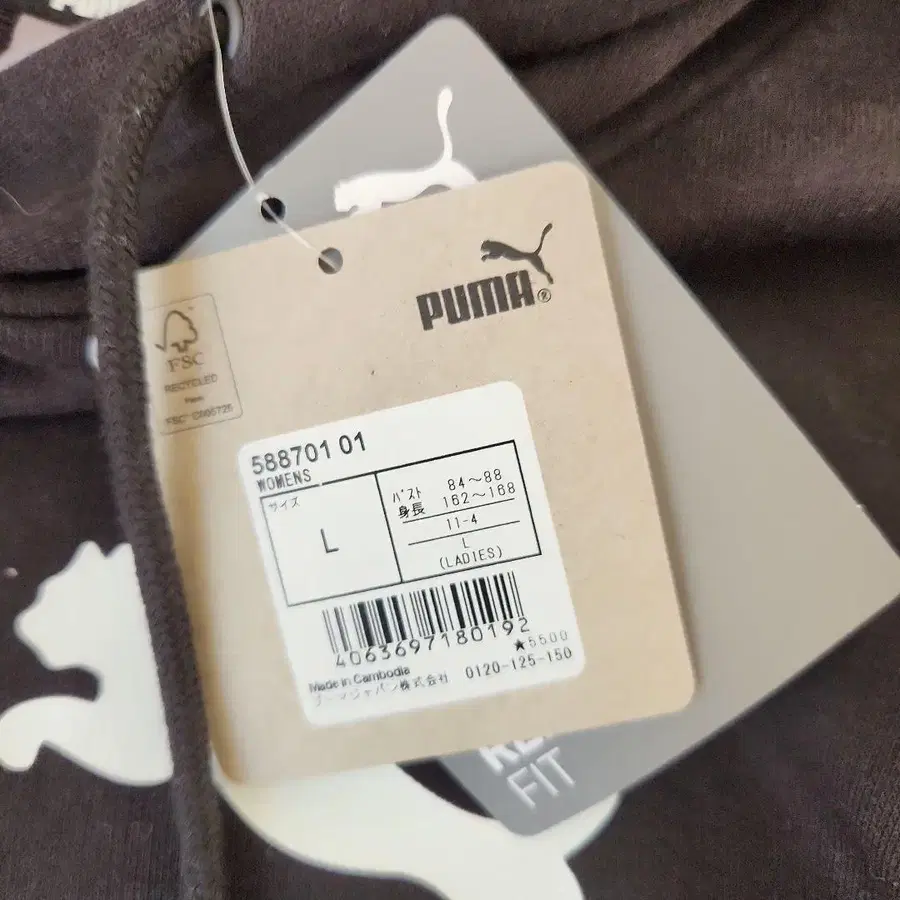 PUMA®
FSC
RECYCLED
588701 01
WOMENS
サイズ
L
バスト 84~88
身長 162~168
11-4
L
(LADIES)
4063697180192
★5500
Made in Cambodia
プーマジャパン株式会社 0120-125-150
FIT